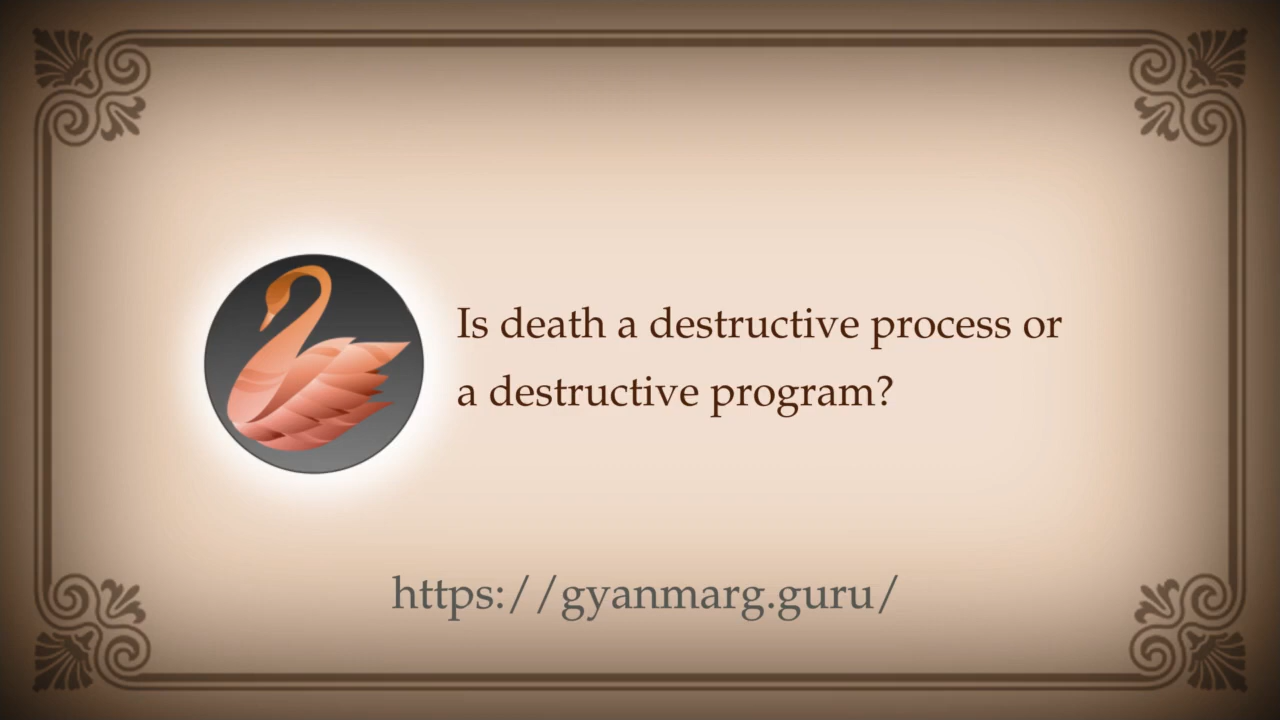 Is death a destructive process or
a destructive program?
https://gyanmarg.guru/